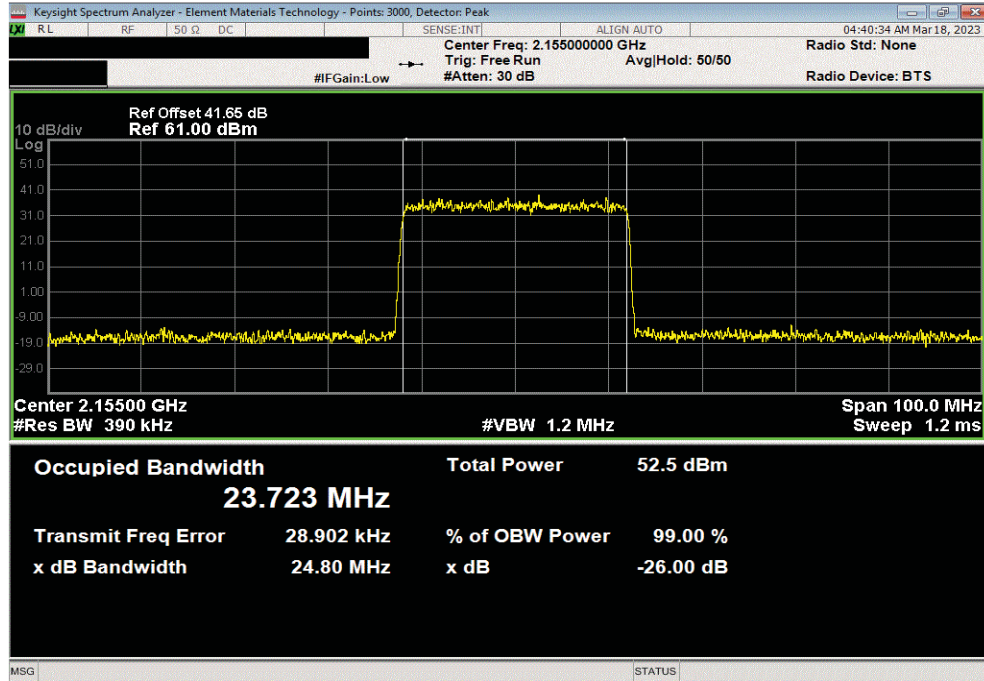 Keysight Spectrum Analyzer - Element Materials Technology - Points: 3000, Detector: Peak
LXI RL RF 50 Ω DC SENSE:INT ALIGN AUTO 04:40:34 AM Mar 18, 2023
Center Freq: 2.155000000 GHz Radio Std: None
Trig: Free Run Avg|Hold: 50/50
#IFGain:Low #Atten: 30 dB Radio Device: BTS
Ref Offset 41.65 dB
10 dB/div Ref 61.00 dBm
Log
51.0
41.0
31.0
21.0
11.0
1.00
-9.00
-19.0
-29.0
Center 2.15500 GHz Span 100.0 MHz
#Res BW 390 kHz #VBW 1.2 MHz Sweep 1.2 ms
Occupied Bandwidth Total Power 52.5 dBm
23.723 MHz
Transmit Freq Error 28.902 kHz % of OBW Power 99.00 %
x dB Bandwidth 24.80 MHz x dB -26.00 dB
MSG STATUS